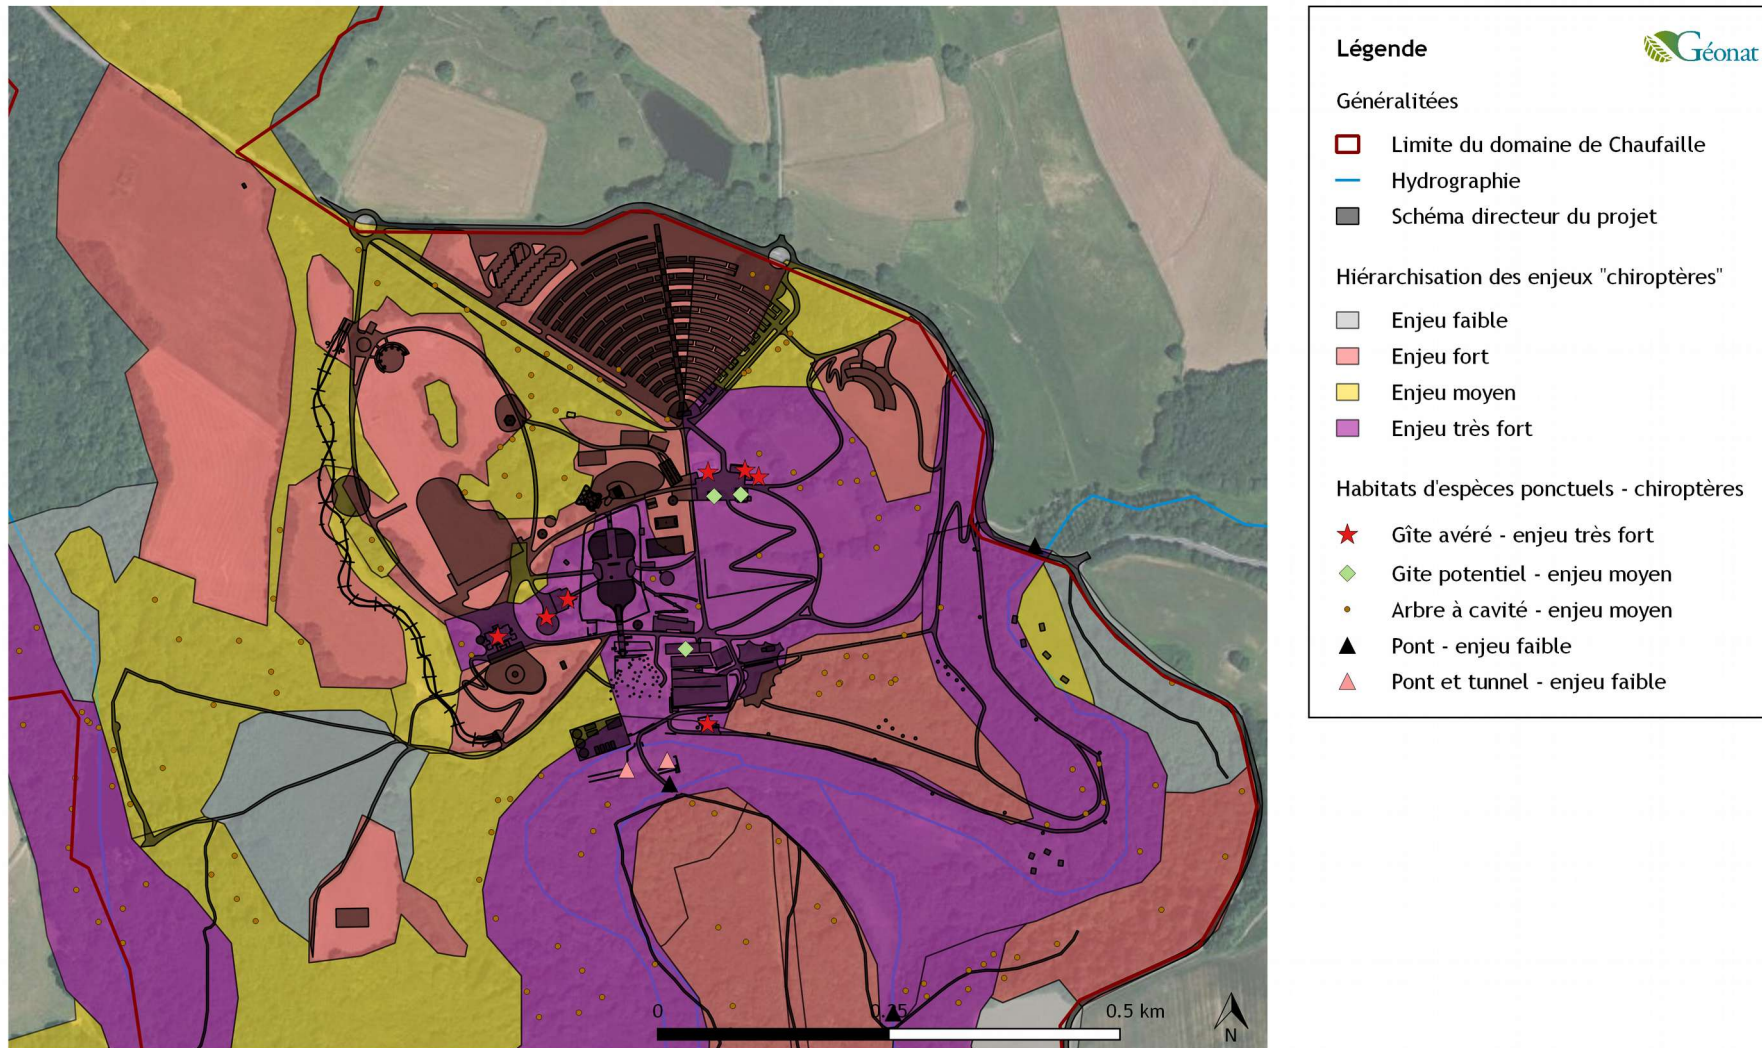 Légende
Géonat
Généralitées
Limite du domaine de Chaufaille
Hydrographie
Schéma directeur du projet
Hiérarchisation des enjeux "chiroptères"
Enjeu faible
Enjeu fort
Enjeu moyen
Enjeu très fort
Habitats d'espèces ponctuels - chiroptères
Gîte avéré - enjeu très fort
Gite potentiel - enjeu moyen
Arbre à cavité - enjeu moyen
Pont - enjeu faible
Pont et tunnel - enjeu faible
0 0.25 0.5 km
N